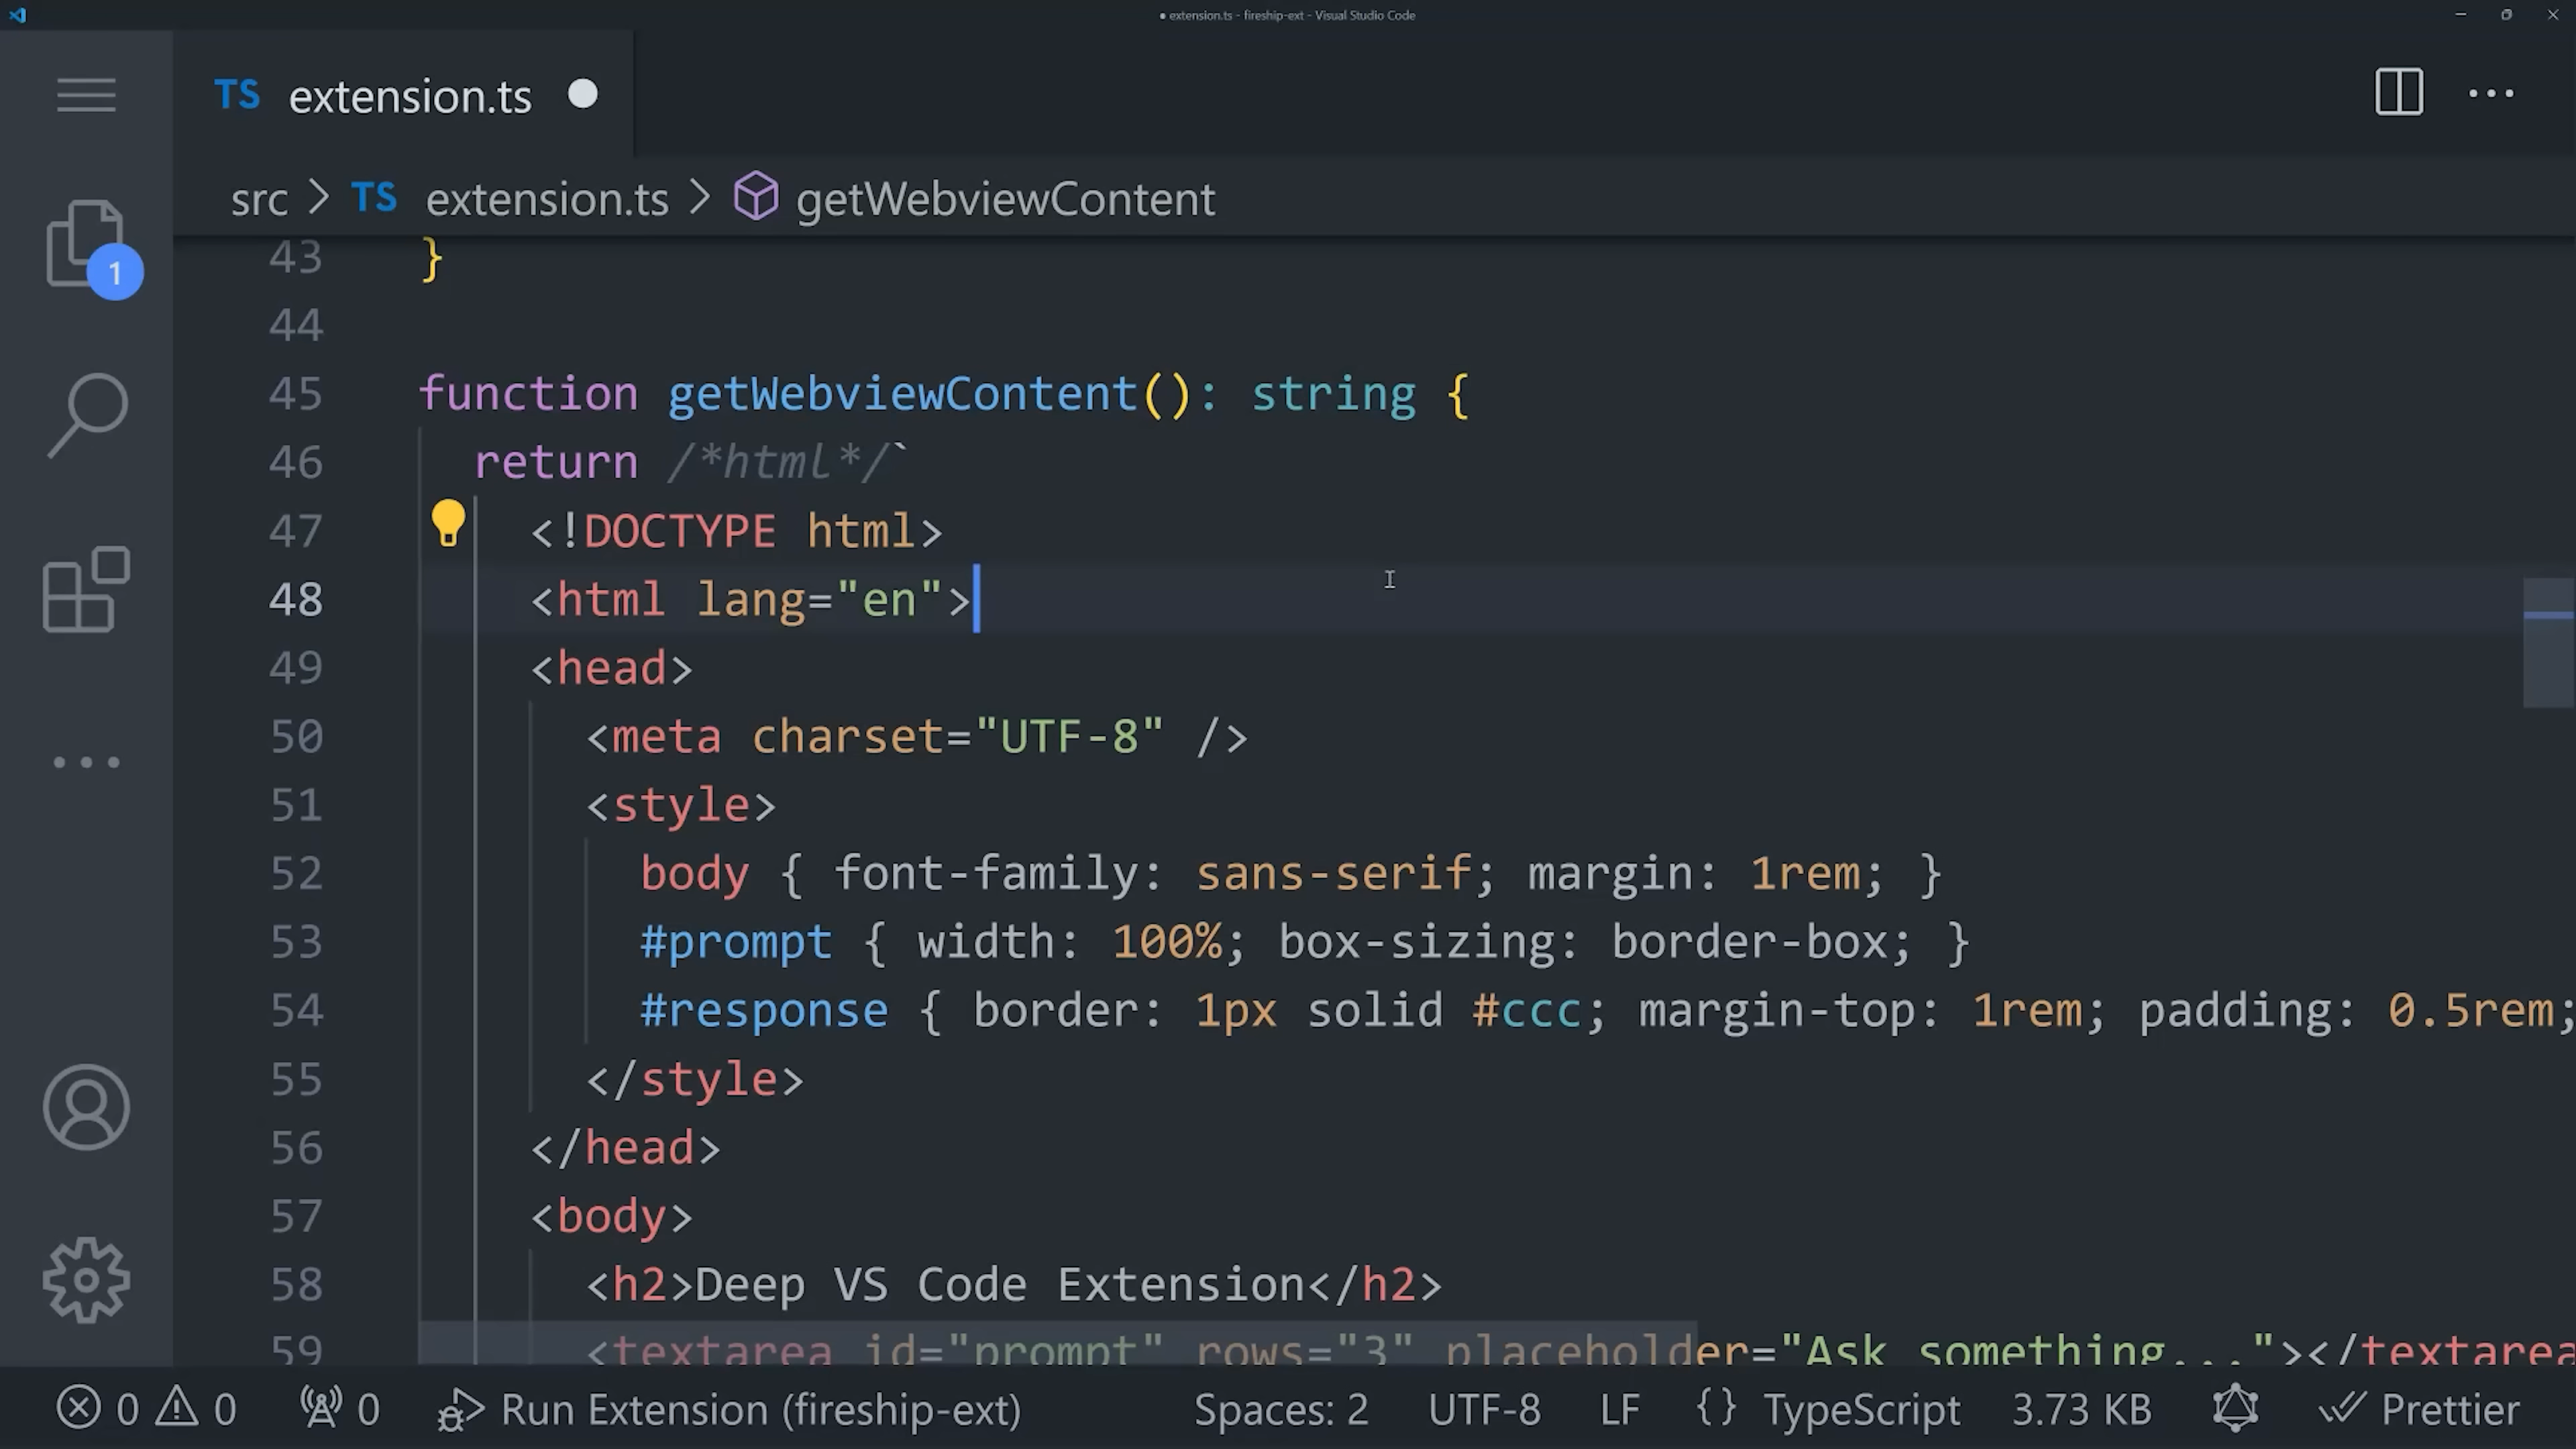 ● extension.ts - fireship-ext - Visual Studio Code
TS extension.ts
src > TS extension.ts > getWebviewContent
1
43 }
44
45 function getWebviewContent(): string {
46 return /*html*/`
47 <!DOCTYPE html>
48 <html lang="en">
49 <head>
50 <meta charset="UTF-8" />
51 <style>
52 body { font-family: sans-serif; margin: 1rem; }
53 #prompt { width: 100%; box-sizing: border-box; }
54 #response { border: 1px solid #ccc; margin-top: 1rem; padding: 0.5rem;
55 </style>
56 </head>
57 <body>
58 <h2>Deep VS Code Extension</h2>
59 <textarea id="prompt" rows="3" placeholder="Ask something..."></textarea
0 0 0 Run Extension (fireship-ext) Spaces: 2 UTF-8 LF {} TypeScript 3.73 KB Prettier